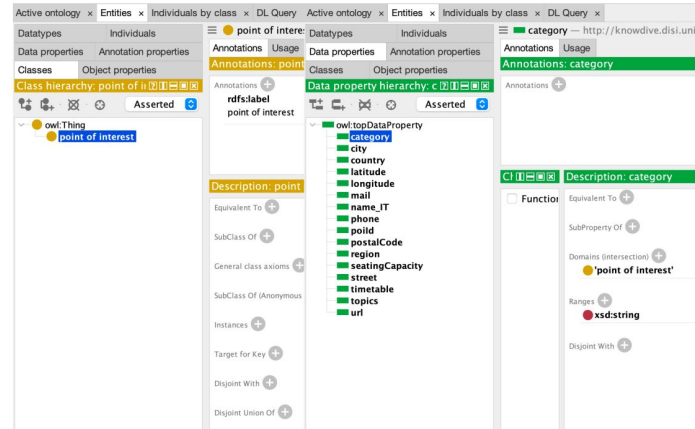 Active ontology × Entities × Individuals by class × DL Query ×
Datatypes Individuals
Data properties Annotation properties
Classes Object properties
Class hierarchy: point of i
Asserted
owl:Thing
point of interest
point of intere
Annotations Usage
Annotations: point
Annotations
rdfs:label
point of interest
Description: point
Equivalent To
SubClass Of
General class axioms
SubClass Of (Anonymous
Instances
Target for Key
Disjoint With
Disjoint Union Of
Active ontology × Entities × Individuals by class × DL Query ×
Datatypes Individuals
Data properties Annotation properties
Classes Object properties
Data property hierarchy: c
Asserted
owl:topDataProperty
category
city
country
latitude
longitude
mail
name_IT
phone
poiId
postalCode
region
seatingCapacity
street
timetable
topics
url
category — http://knowdive.disi.uni
Annotations Usage
Annotations: category
Annotations
Ch
Function
Description: category
Equivalent To
SubProperty Of
Domains (intersection)
'point of interest'
Ranges
xsd:string
Disjoint With